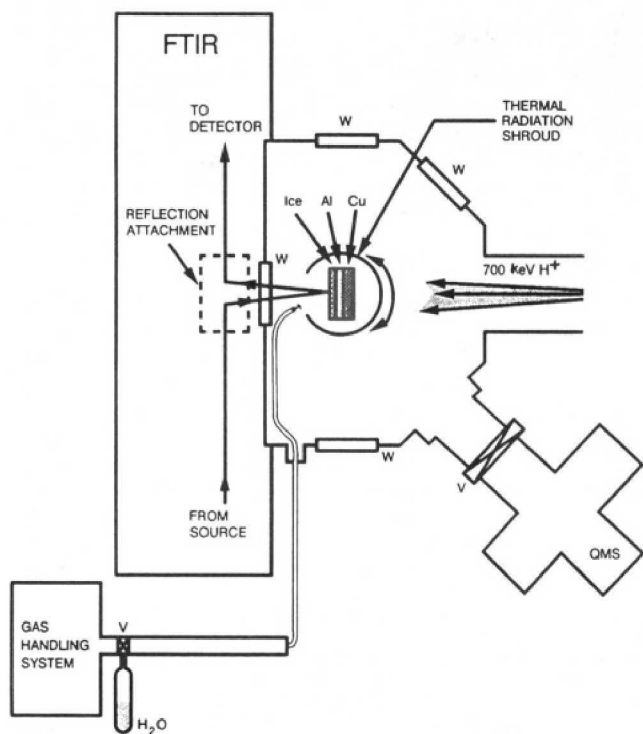 FTIR
TO
DETECTOR
REFLECTION
ATTACHMENT
W
THERMAL
RADIATION
SHROUD
W
Ice Al Cu
W
700 keV H+
W
V
QMS
FROM
SOURCE
GAS
HANDLING
SYSTEM
V
H2O